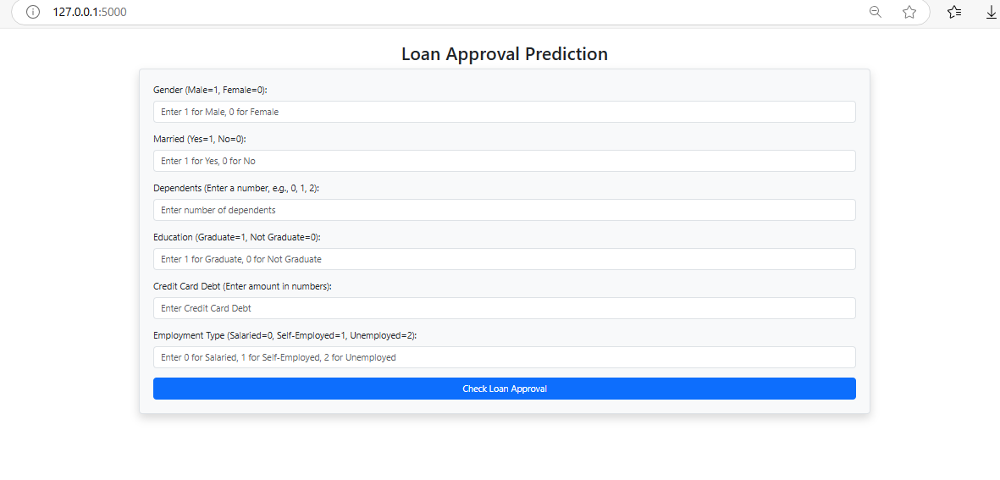 127.0.0.1:5000
Loan Approval Prediction
Gender (Male=1, Female=0):
Enter 1 for Male, 0 for Female
Married (Yes=1, No=0):
Enter 1 for Yes, 0 for No
Dependents (Enter a number, e.g., 0, 1, 2):
Enter number of dependents
Education (Graduate=1, Not Graduate=0):
Enter 1 for Graduate, 0 for Not Graduate
Credit Card Debt (Enter amount in numbers):
Enter Credit Card Debt
Employment Type (Salaried=0, Self-Employed=1, Unemployed=2):
Enter 0 for Salaried, 1 for Self-Employed, 2 for Unemployed
Check Loan Approval